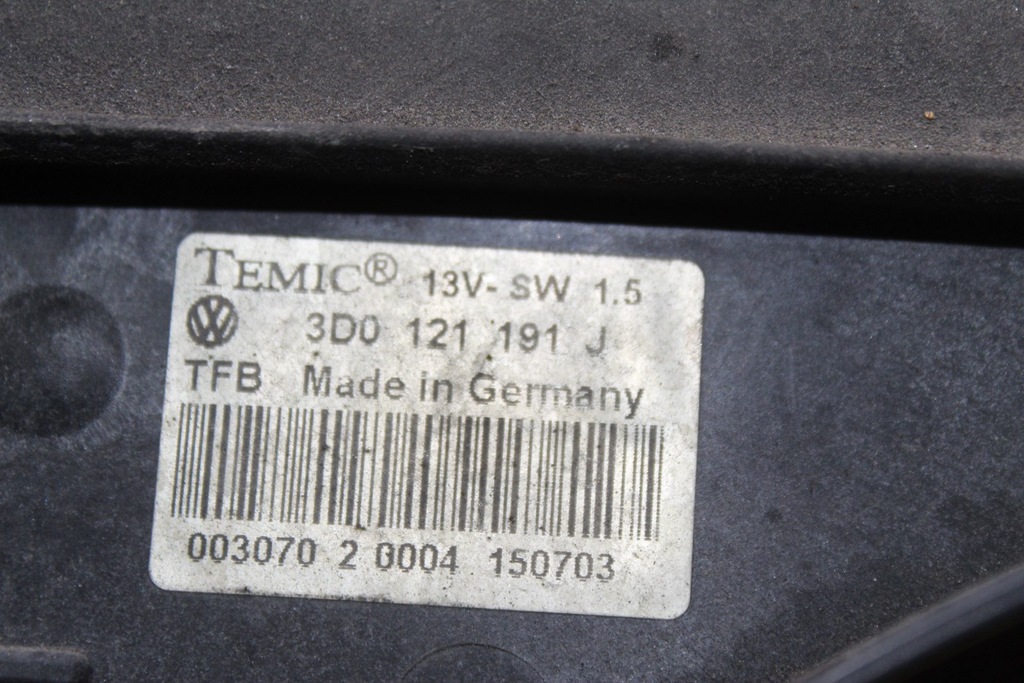 TEMIC® 13V- SW 1.5
3D0 121 191 J
TFB Made in Germany
003070 2 0004 150703